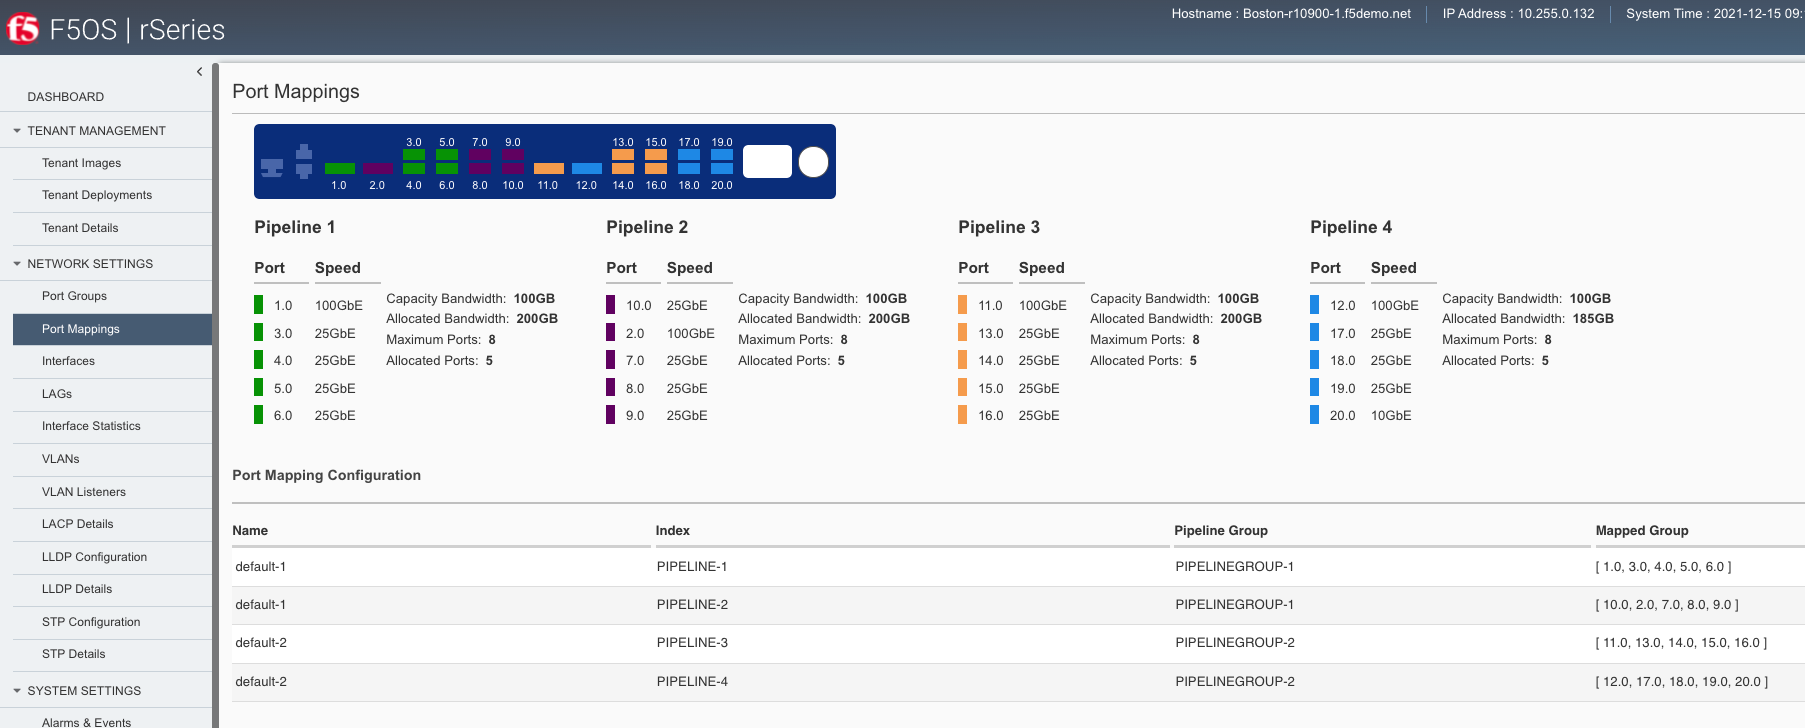 f5 F5OS | rSeries
Hostname : Boston-r10900-1.f5demo.net IP Address : 10.255.0.132 System Time : 2021-12-15 09:
DASHBOARD
TENANT MANAGEMENT
Tenant Images
Tenant Deployments
Tenant Details
NETWORK SETTINGS
Port Groups
Port Mappings
Interfaces
LAGs
Interface Statistics
VLANs
VLAN Listeners
LACP Details
LLDP Configuration
LLDP Details
STP Configuration
STP Details
SYSTEM SETTINGS
Alarms & Events
Port Mappings
3.0 5.0 7.0 9.0 13.0 15.0 17.0 19.0
1.0 2.0 4.0 6.0 8.0 10.0 11.0 12.0 14.0 16.0 18.0 20.0
Pipeline 1
Port Speed
1.0 100GbE
3.0 25GbE
4.0 25GbE
5.0 25GbE
6.0 25GbE
Capacity Bandwidth: 100GB
Allocated Bandwidth: 200GB
Maximum Ports: 8
Allocated Ports: 5
Pipeline 2
Port Speed
10.0 25GbE
2.0 100GbE
7.0 25GbE
8.0 25GbE
9.0 25GbE
Capacity Bandwidth: 100GB
Allocated Bandwidth: 200GB
Maximum Ports: 8
Allocated Ports: 5
Pipeline 3
Port Speed
11.0 100GbE
13.0 25GbE
14.0 25GbE
15.0 25GbE
16.0 25GbE
Capacity Bandwidth: 100GB
Allocated Bandwidth: 200GB
Maximum Ports: 8
Allocated Ports: 5
Pipeline 4
Port Speed
12.0 100GbE
17.0 25GbE
18.0 25GbE
19.0 25GbE
20.0 10GbE
Capacity Bandwidth: 100GB
Allocated Bandwidth: 185GB
Maximum Ports: 8
Allocated Ports: 5
Port Mapping Configuration
Name Index Pipeline Group Mapped Group
default-1 PIPELINE-1 PIPELINEGROUP-1 [ 1.0, 3.0, 4.0, 5.0, 6.0 ]
default-1 PIPELINE-2 PIPELINEGROUP-1 [ 10.0, 2.0, 7.0, 8.0, 9.0 ]
default-2 PIPELINE-3 PIPELINEGROUP-2 [ 11.0, 13.0, 14.0, 15.0, 16.0 ]
default-2 PIPELINE-4 PIPELINEGROUP-2 [ 12.0, 17.0, 18.0, 19.0, 20.0 ]